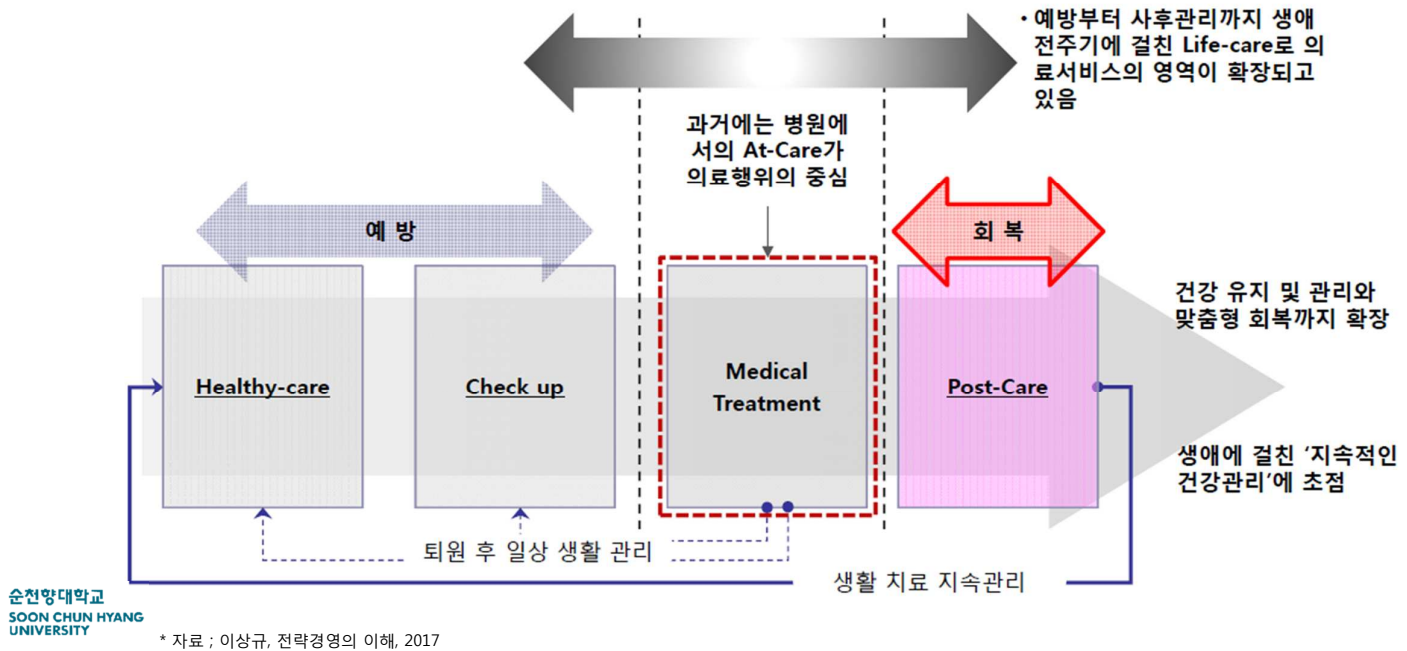 • 예방부터 사후관리까지 생애
전주기에 걸친 Life-care로 의
료서비스의 영역이 확장되고
있음
과거에는 병원에
서의 At-Care가
의료행위의 중심
예 방
회 복
건강 유지 및 관리와
맞춤형 회복까지 확장
Healthy-care
Check up
Medical
Treatment
Post-Care
생애에 걸친 ‘지속적인
건강관리’에 초점
퇴원 후 일상 생활 관리
생활 치료 지속관리
순천향대학교
SOON CHUN HYANG
UNIVERSITY
* 자료 ; 이상규, 전략경영의 이해, 2017